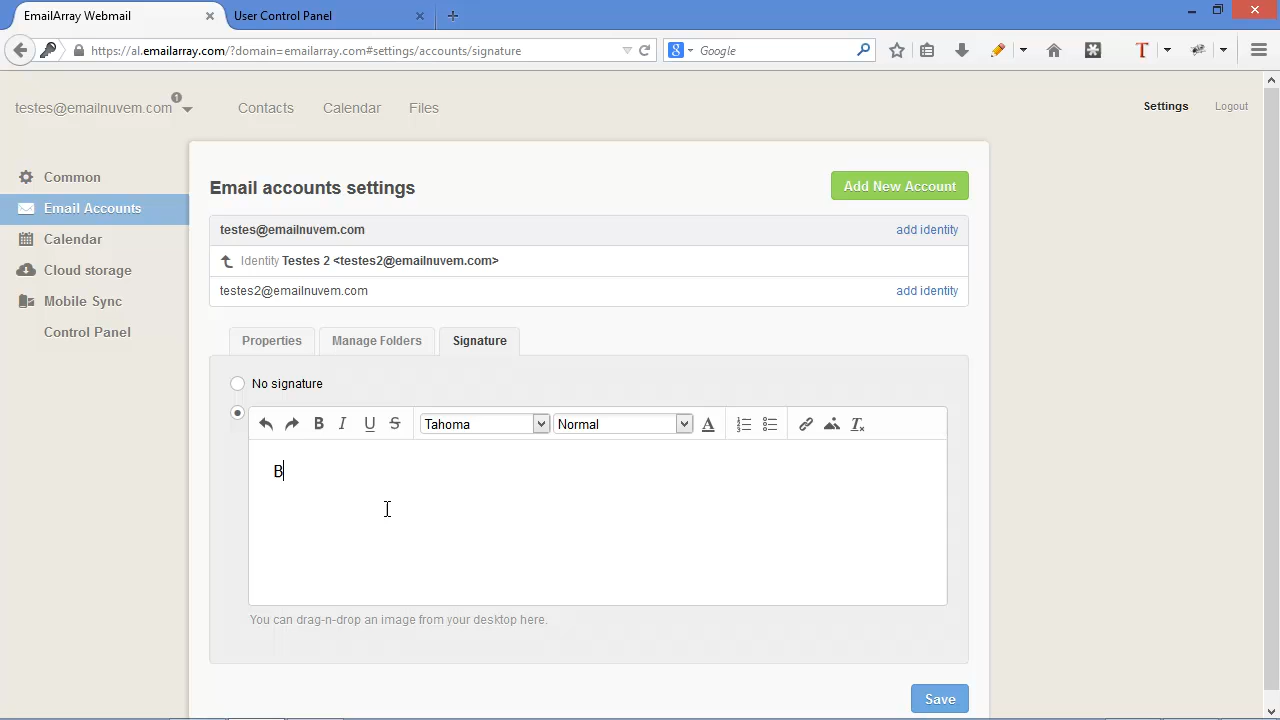 EmailArray Webmail
User Control Panel
https://al.emailarray.com/?domain=emailarray.com#settings/accounts/signature
Google
testes@emailnuvem.com 1
Contacts
Calendar
Files
Settings
Logout
Common
Email Accounts
Calendar
Cloud storage
Mobile Sync
Control Panel
Email accounts settings
Add New Account
testes@emailnuvem.com
add identity
Identity Testes 2 <testes2@emailnuvem.com>
testes2@emailnuvem.com
add identity
Properties
Manage Folders
Signature
No signature
B I U S
Tahoma
Normal
A
B
You can drag-n-drop an image from your desktop here.
Save